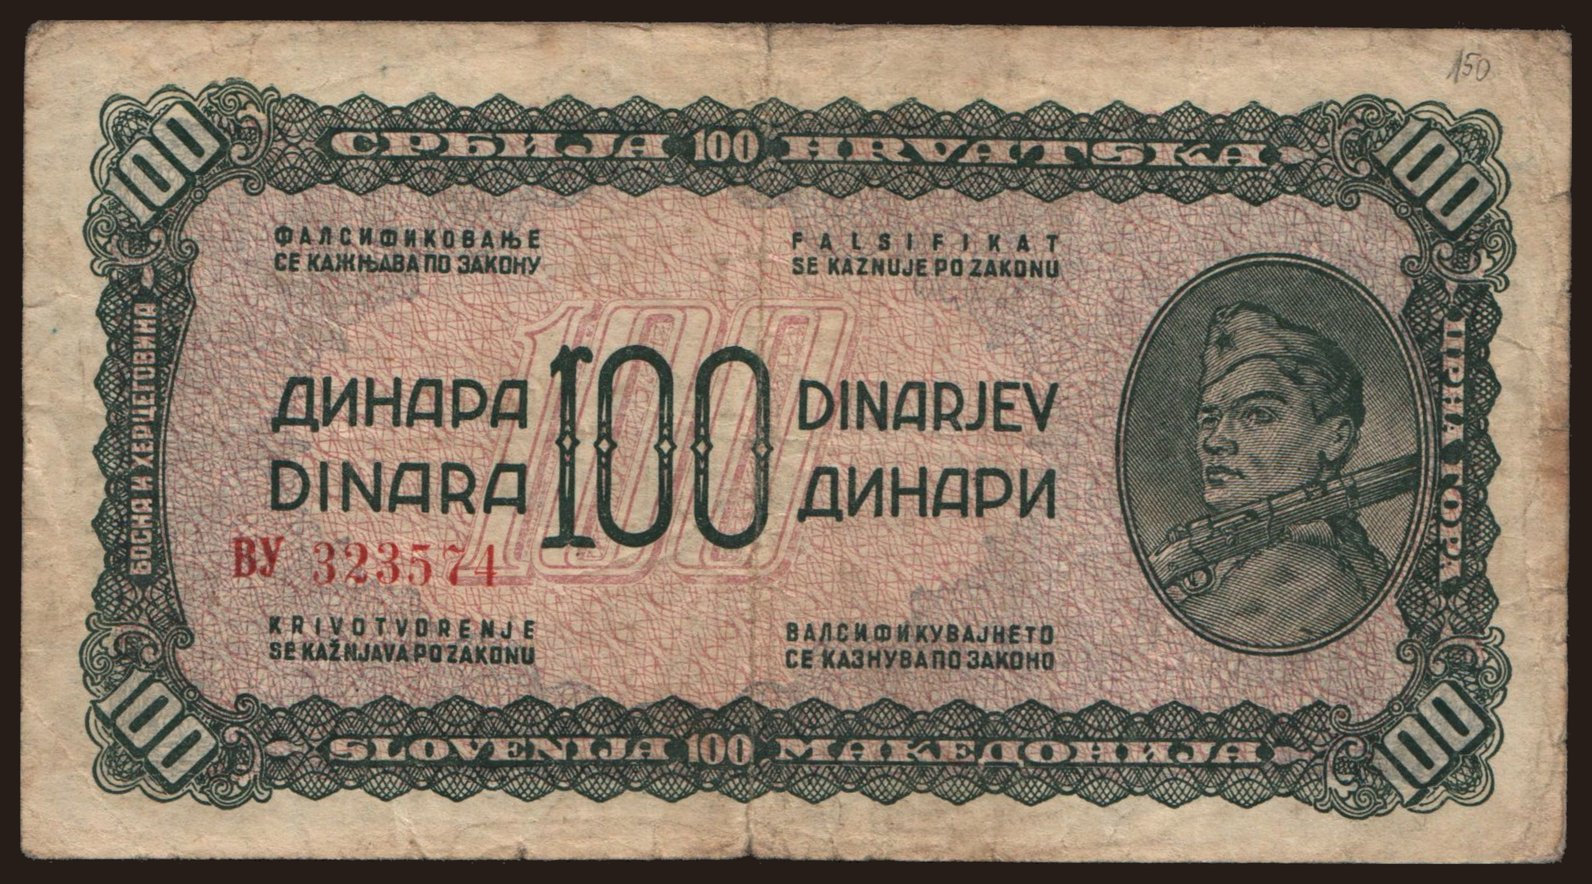 150
100 СРБИЈА 100 HRVATSKA 100
ФАЛСИФИКОВАЊЕ
СЕ КАЖЊАВА ПО ЗАКОНУ
FALSIFIKAT
SE KAZNUJE PO ZAKONU
БОСНА И ХЕРЦЕГОВИНА
ЦРНА ГОРА
100
ДИНАРА 100 DINARJEV
DINARA ДИНАРИ
ВУ 323574
KRIVOTVORENJE
SE KAŽNJAVA PO ZAKONU
ВАЛСИФИКУВАЈНЕТО
СЕ КАЗНУВА ПО ЗАКОНО
100 SLOVENIJA 100 МАКЕДОНИЈА 100